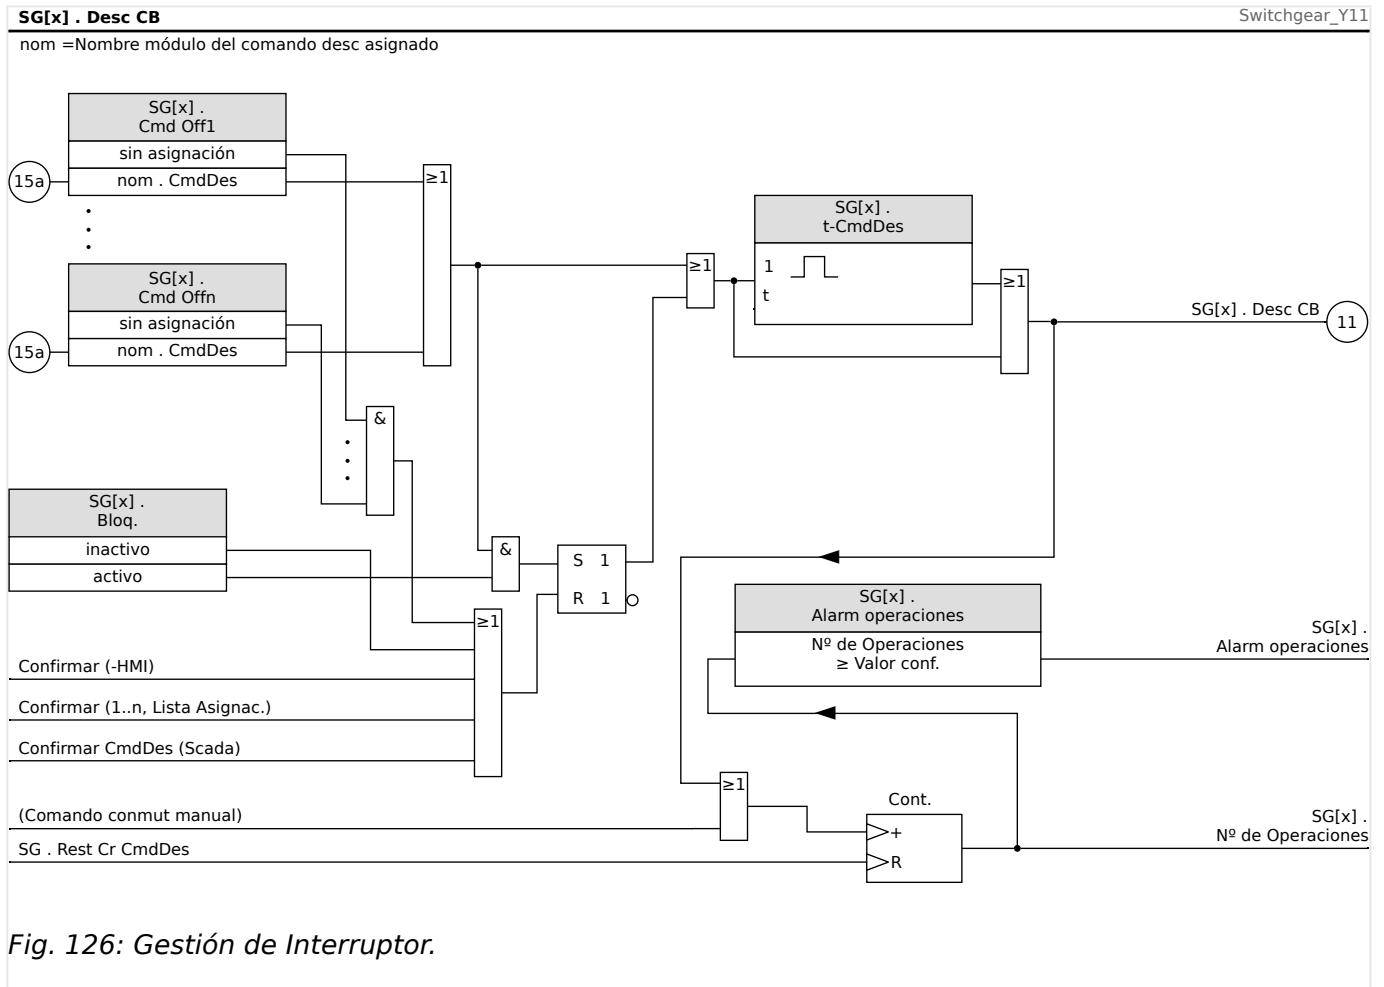 SG[x] . Desc CB
Switchgear_Y11
nom =Nombre módulo del comando desc asignado
SG[x] .
Cmd Off1
sin asignación
15a
nom . CmdDes
≥1
SG[x] .
t-CmdDes
1
t
≥1
≥1
SG[x] . Desc CB
11
SG[x] .
Cmd Offn
sin asignación
15a
nom . CmdDes
&
SG[x] .
Bloq.
inactivo
activo
&
S 1
R 1
≥1
SG[x] .
Alarm operaciones
Nº de Operaciones
≥ Valor conf.
SG[x] .
Alarm operaciones
Confirmar (-HMI)
Confirmar (1..n, Lista Asignac.)
Confirmar CmdDes (Scada)
≥1
(Comando conmut manual)
SG . Rest Cr CmdDes
Cont.
+
R
SG[x] .
Nº de Operaciones
Fig. 126: Gestión de Interruptor.